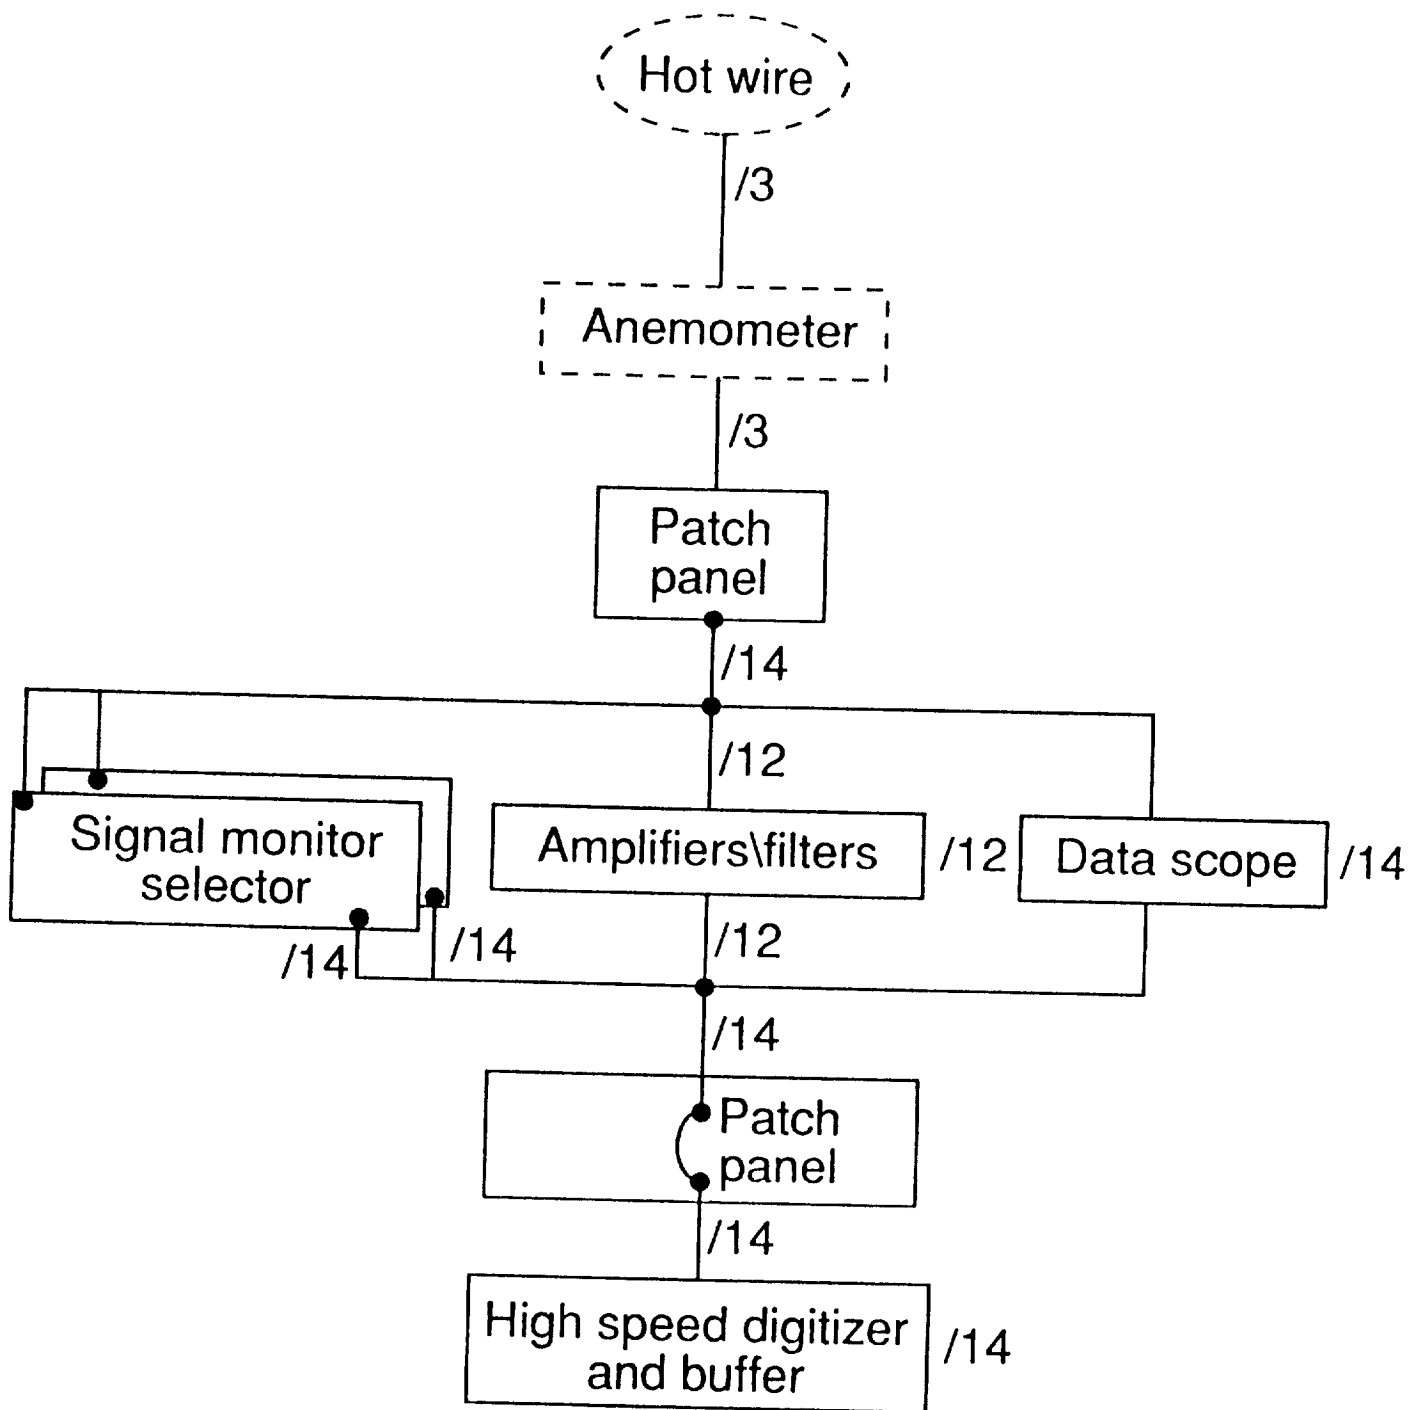 Hot wire
/3
Anemometer
/3
Patch
panel
/14
/12
Signal monitor
selector
/14
/14
Amplifiers\filters
/12
Data scope
/14
/12
/14
Patch
panel
/14
High speed digitizer
and buffer
/14